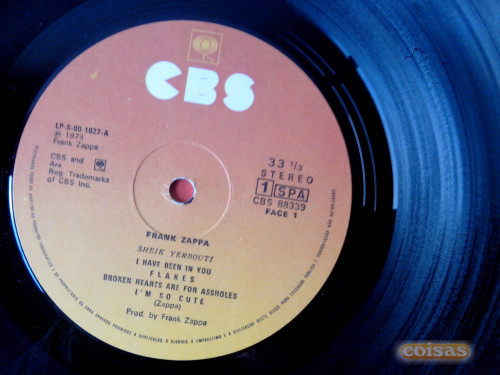 CBS
LP-S-05-1027-A
℗ 1979
Frank Zappa
CBS and
Are
Reg. Trademarks
of CBS Inc.
33 1/3
STEREO
1 SPA
CBS 88339
FACE 1
FRANK ZAPPA
SHEIK YERBOUTI
I HAVE BEEN IN YOU
FLAKES
BROKEN HEARTS ARE FOR ASSHOLES
I'M SO CUTE
(Zappa)
Prod. by Frank Zappa
coisas